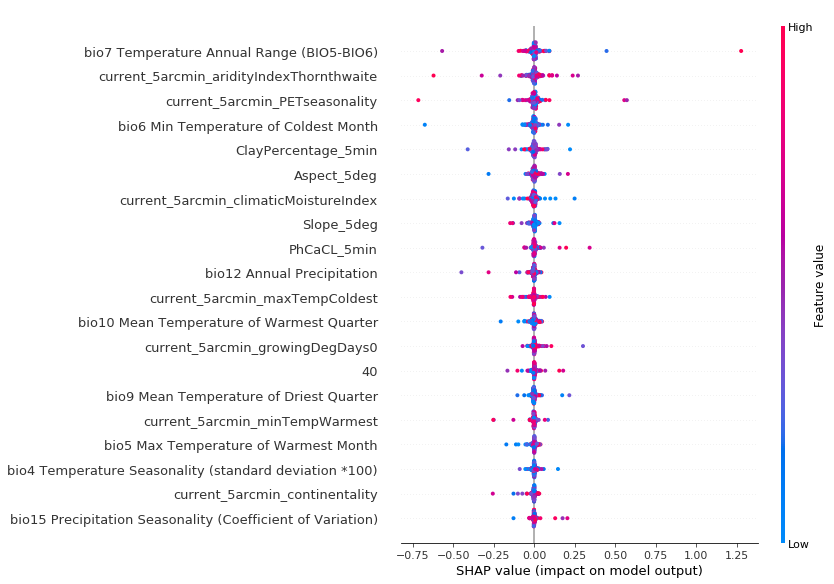 High
bio7 Temperature Annual Range (BIO5-BIO6)
current_5arcmin_aridityIndexThornthwaite
current_5arcmin_PETseasonality
bio6 Min Temperature of Coldest Month
ClayPercentage_5min
Aspect_5deg
current_5arcmin_climaticMoistureIndex
Slope_5deg
PhCaCL_5min
bio12 Annual Precipitation
current_5arcmin_maxTempColdest
bio10 Mean Temperature of Warmest Quarter
current_5arcmin_growingDegDays0
40
bio9 Mean Temperature of Driest Quarter
current_5arcmin_minTempWarmest
bio5 Max Temperature of Warmest Month
bio4 Temperature Seasonality (standard deviation *100)
current_5arcmin_continentality
bio15 Precipitation Seasonality (Coefficient of Variation)
Feature value
Low
−0.75 −0.50 −0.25 0.00 0.25 0.50 0.75 1.00 1.25
SHAP value (impact on model output)